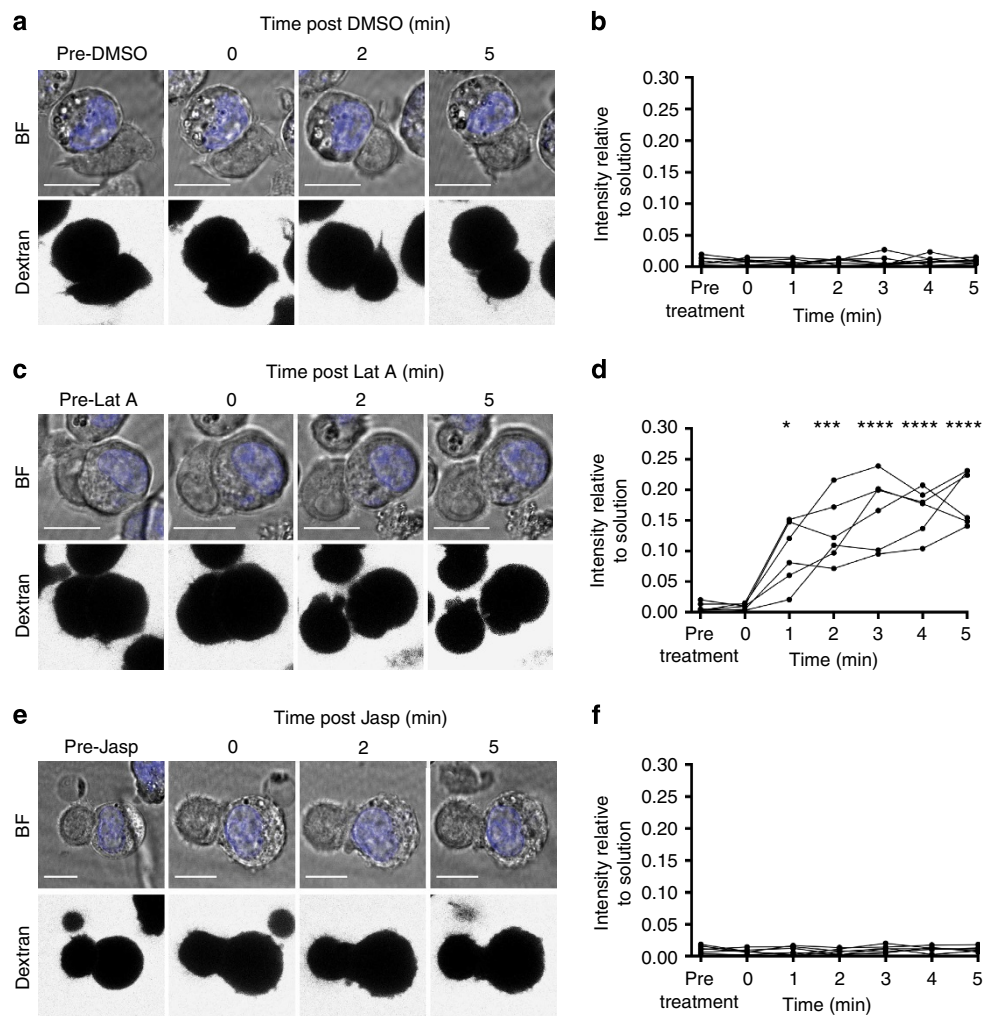 a
Time post DMSO (min)
Pre-DMSO 0 2 5
BF
Dextran
b
Intensity relative
to solution
0.30
0.25
0.20
0.15
0.10
0.05
0.00
Pre
treatment
0 1 2 3 4 5
Time (min)
c
Time post Lat A (min)
Pre-Lat A 0 2 5
BF
Dextran
d
Intensity relative
to solution
0.30
0.25
0.20
0.15
0.10
0.05
0.00
* *** **** **** ****
Pre
treatment
0 1 2 3 4 5
Time (min)
e
Time post Jasp (min)
Pre-Jasp 0 2 5
BF
Dextran
f
Intensity relative
to solution
0.30
0.25
0.20
0.15
0.10
0.05
0.00
Pre
treatment
0 1 2 3 4 5
Time (min)